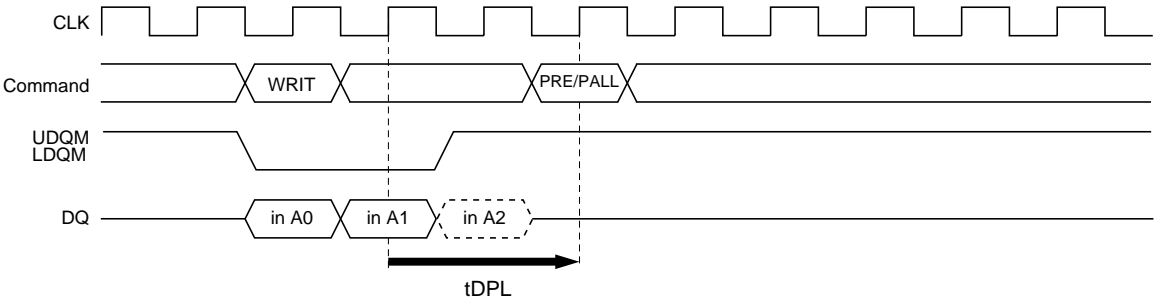 CLK
Command
WRIT
PRE/PALL
UDQM
LDQM
DQ
in A0
in A1
in A2
tDPL